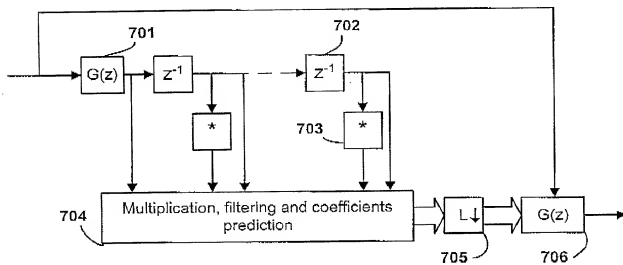 701
702
G(z)
Z⁻¹
Z⁻¹
*
703
*
704
Multiplication, filtering and coefficients
prediction
L↓
G(z)
705
706